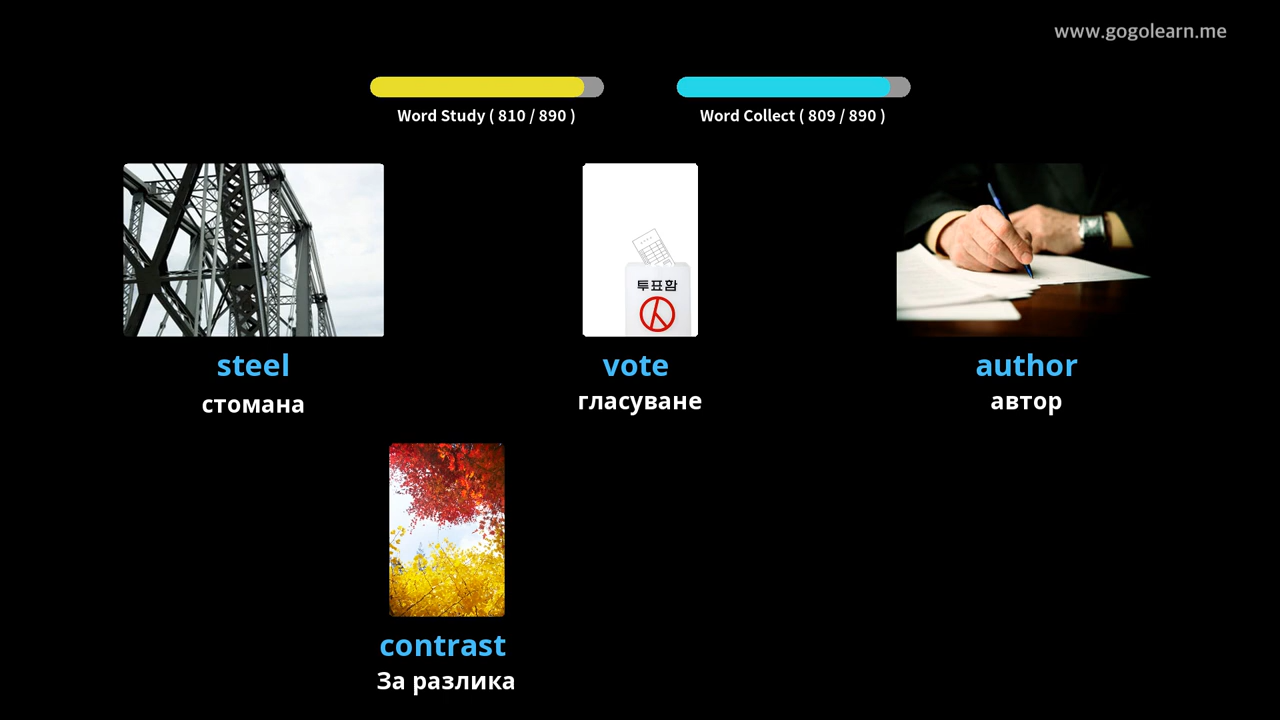 www.gogolearn.me
Word Study ( 810 / 890 )
Word Collect ( 809 / 890 )
투표함
steel
vote
author
стомана
гласуване
автор
contrast
За разлика